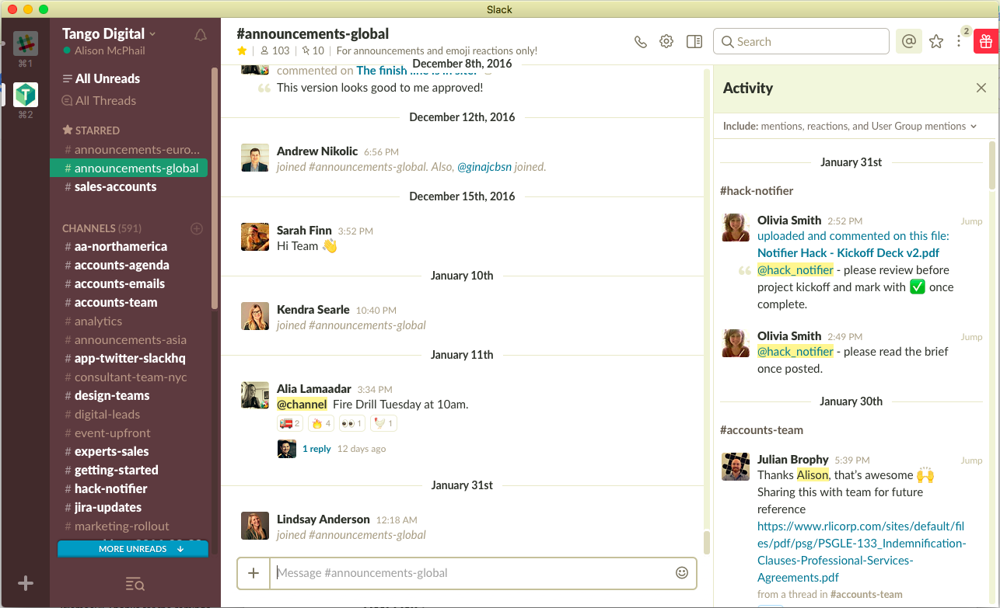 Slack
⌘1
⌘2
Tango Digital
Alison McPhail
All Unreads
All Threads
STARRED
# announcements-euro...
# announcements-global
# sales-accounts
CHANNELS (591)
# aa-northamerica
# accounts-agenda
# accounts-emails
# accounts-team
# analytics
# announcements-asia
# app-twitter-slackhq
# consultant-team-nyc
# design-teams
# digital-leads
# event-upfront
# experts-sales
# getting-started
# hack-notifier
# jira-updates
# marketing-rollout
MORE UNREADS ↓
#announcements-global
103 | 10 | For announcements and emoji reactions only!
Search
@
2
December 8th, 2016
commented on The finish line is in
This version looks good to me approved!
December 12th, 2016
Andrew Nikolic 6:56 PM
joined #announcements-global. Also, @ginajcbsn joined.
December 15th, 2016
Sarah Finn 3:52 PM
Hi Team 👋
January 10th
Kendra Searle 10:40 PM
joined #announcements-global
January 11th
Alia Lamaadar 3:34 PM
@channel Fire Drill Tuesday at 10am.
🚒 2 🔥 4 👀 1 🐓 1
1 reply 12 days ago
January 31st
Lindsay Anderson 12:18 AM
joined #announcements-global
+ Message #announcements-global
Activity
Include: mentions, reactions, and User Group mentions
January 31st
#hack-notifier
Olivia Smith 2:52 PM Jump
uploaded and commented on this file:
Notifier Hack - Kickoff Deck v2.pdf
@hack_notifier - please review before
project kickoff and mark with ✅ once
complete.
Olivia Smith 2:49 PM Jump
@hack_notifier - please read the brief
once posted.
January 30th
#accounts-team
Julian Brophy 5:39 PM Jump
Thanks Alison, that's awesome 🙌
Sharing this with team for future
reference
https://www.rlicorp.com/sites/default/fil
es/pdf/psg/PSGLE-133_Indemnification-
Clauses-Professional-Services-
Agreements.pdf
from a thread in #accounts-team